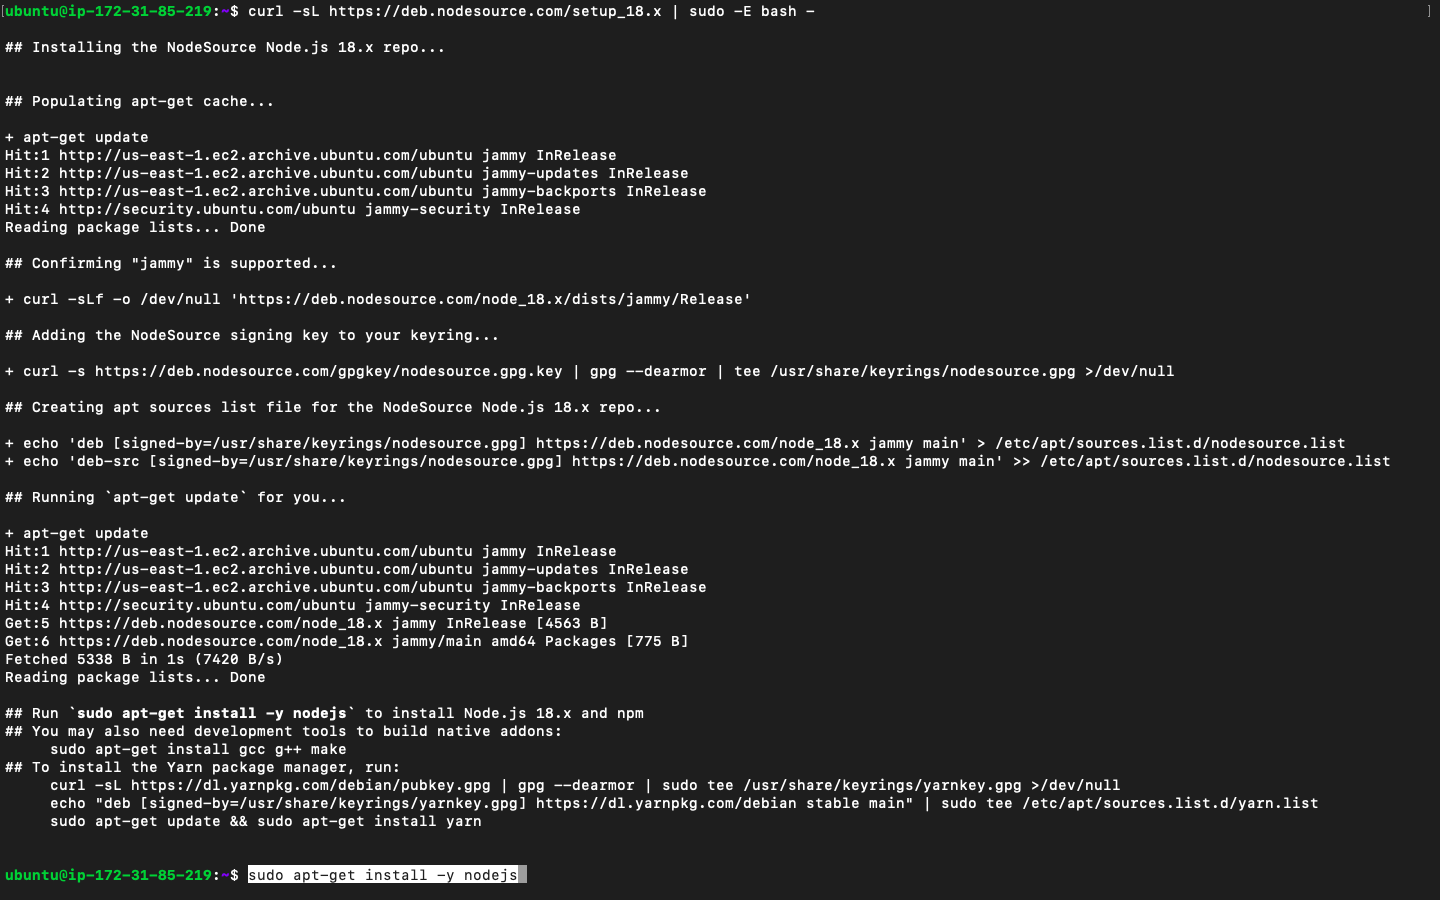 [ubuntu@ip-172-31-85-219:~$ curl -sL https://deb.nodesource.com/setup_18.x | sudo -E bash - ]
## Installing the NodeSource Node.js 18.x repo...
## Populating apt-get cache...
+ apt-get update
Hit:1 http://us-east-1.ec2.archive.ubuntu.com/ubuntu jammy InRelease
Hit:2 http://us-east-1.ec2.archive.ubuntu.com/ubuntu jammy-updates InRelease
Hit:3 http://us-east-1.ec2.archive.ubuntu.com/ubuntu jammy-backports InRelease
Hit:4 http://security.ubuntu.com/ubuntu jammy-security InRelease
Reading package lists... Done
## Confirming "jammy" is supported...
+ curl -sLf -o /dev/null 'https://deb.nodesource.com/node_18.x/dists/jammy/Release'
## Adding the NodeSource signing key to your keyring...
+ curl -s https://deb.nodesource.com/gpgkey/nodesource.gpg.key | gpg --dearmor | tee /usr/share/keyrings/nodesource.gpg >/dev/null
## Creating apt sources list file for the NodeSource Node.js 18.x repo...
+ echo 'deb [signed-by=/usr/share/keyrings/nodesource.gpg] https://deb.nodesource.com/node_18.x jammy main' > /etc/apt/sources.list.d/nodesource.list
+ echo 'deb-src [signed-by=/usr/share/keyrings/nodesource.gpg] https://deb.nodesource.com/node_18.x jammy main' >> /etc/apt/sources.list.d/nodesource.list
## Running `apt-get update` for you...
+ apt-get update
Hit:1 http://us-east-1.ec2.archive.ubuntu.com/ubuntu jammy InRelease
Hit:2 http://us-east-1.ec2.archive.ubuntu.com/ubuntu jammy-updates InRelease
Hit:3 http://us-east-1.ec2.archive.ubuntu.com/ubuntu jammy-backports InRelease
Hit:4 http://security.ubuntu.com/ubuntu jammy-security InRelease
Get:5 https://deb.nodesource.com/node_18.x jammy InRelease [4563 B]
Get:6 https://deb.nodesource.com/node_18.x jammy/main amd64 Packages [775 B]
Fetched 5338 B in 1s (7420 B/s)
Reading package lists... Done
## Run `sudo apt-get install -y nodejs` to install Node.js 18.x and npm
## You may also need development tools to build native addons:
sudo apt-get install gcc g++ make
## To install the Yarn package manager, run:
curl -sL https://dl.yarnpkg.com/debian/pubkey.gpg | gpg --dearmor | sudo tee /usr/share/keyrings/yarnkey.gpg >/dev/null
echo "deb [signed-by=/usr/share/keyrings/yarnkey.gpg] https://dl.yarnpkg.com/debian stable main" | sudo tee /etc/apt/sources.list.d/yarn.list
sudo apt-get update && sudo apt-get install yarn
ubuntu@ip-172-31-85-219:~$ sudo apt-get install -y nodejs